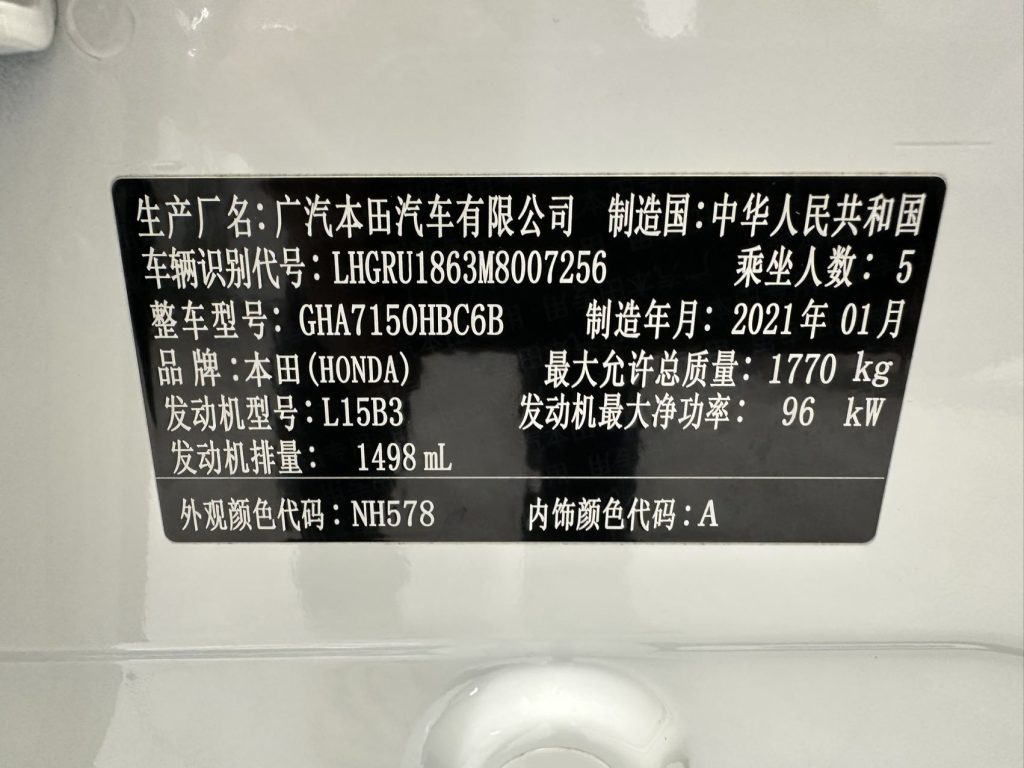 生产厂名:广汽本田汽车有限公司 制造国:中华人民共和国
车辆识别代号:LHGRU1863M8007256 乘坐人数:5
整车型号:GHA7150HBC6B 制造年月:2021年01月
品牌:本田(HONDA) 最大允许总质量:1770 kg
发动机型号:L15B3 发动机最大净功率:96 kW
发动机排量: 1498mL
外观颜色代码:NH578 内饰颜色代码:A